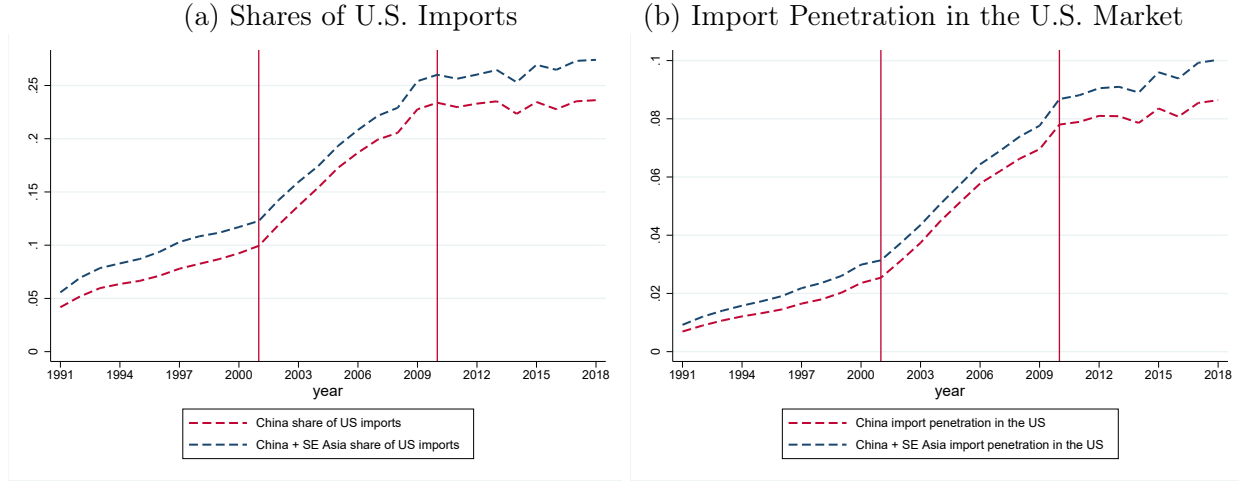 (a) Shares of U.S. Imports
.25
.2
.15
.1
.05
0
1991 1994 1997 2000 2003 2006 2009 2012 2015 2018
year
China share of US imports
China + SE Asia share of US imports
(b) Import Penetration in the U.S. Market
.1
.08
.06
.04
.02
0
1991 1994 1997 2000 2003 2006 2009 2012 2015 2018
year
China import penetration in the US
China + SE Asia import penetration in the US